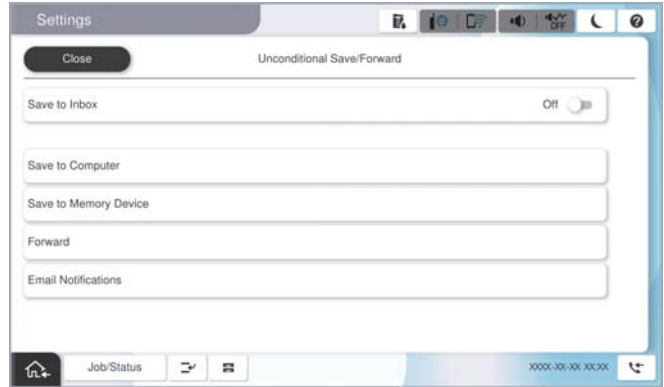 Settings
OFF
?
Close
Unconditional Save/Forward
Save to Inbox
Off
Save to Computer
Save to Memory Device
Forward
Email Notifications
Job/Status
XXXX-XX-XX XX:XX